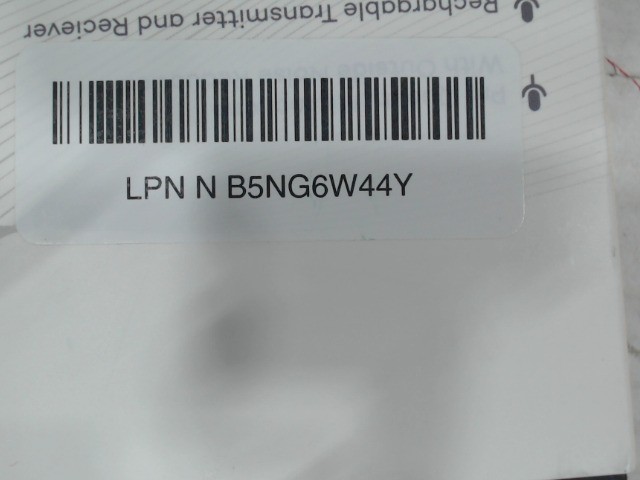 Rechargable Transmitter and Reciever
LPN N B5NG6W44Y